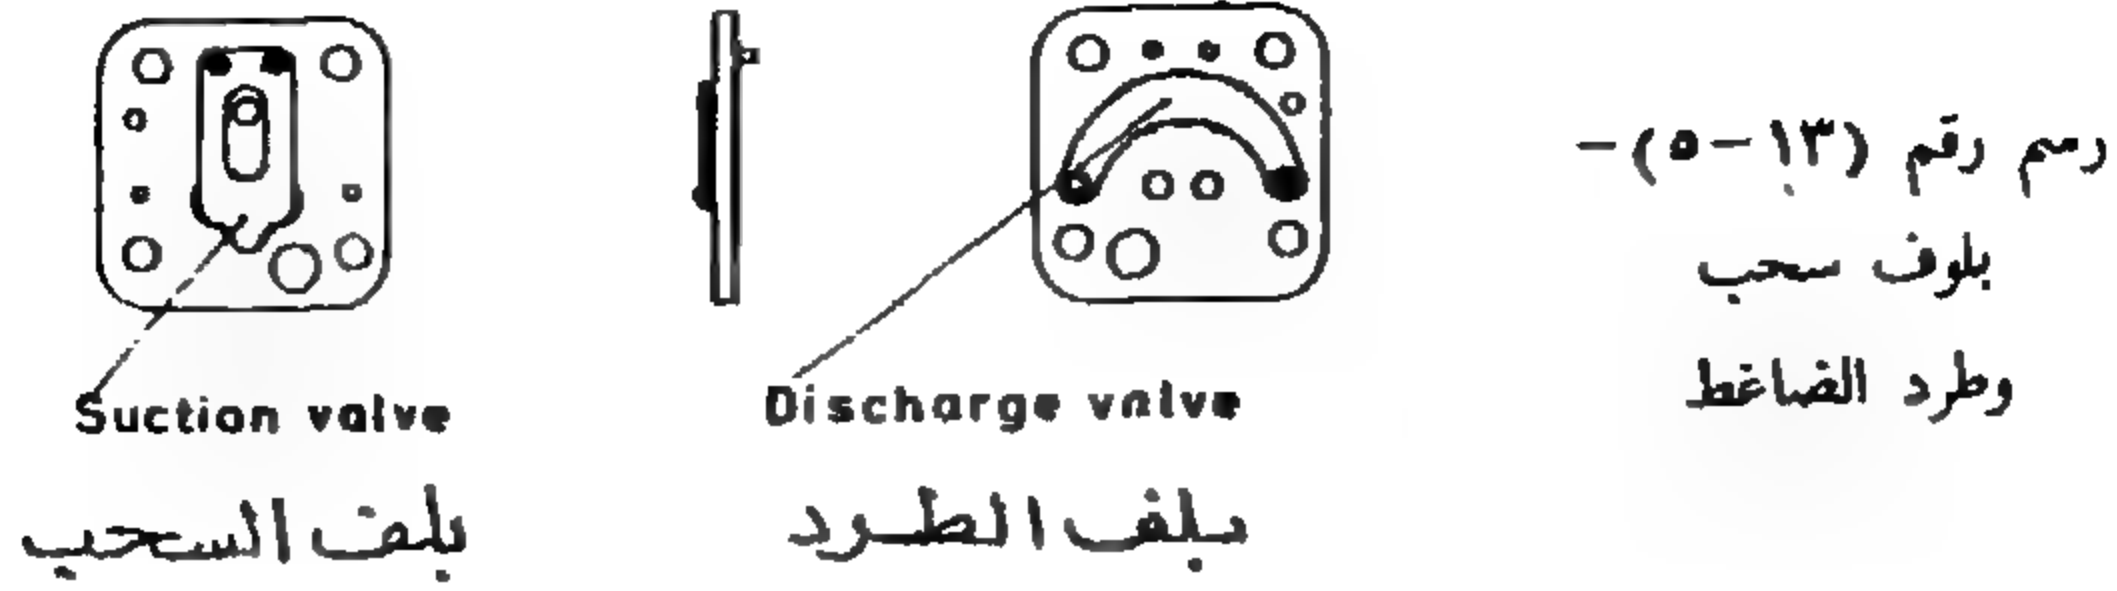 رسم رقم (١٣-٥)-
بلوف سحب
وطرد الضاغط
Suction valve
بلف السحب
Discharge valve
بلف الطرد